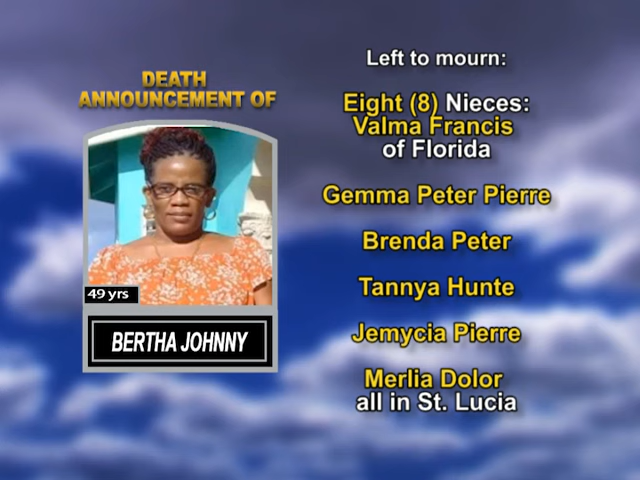 DEATH
ANNOUNCEMENT OF
49 yrs
BERTHA JOHNNY
Left to mourn:
Eight (8) Nieces:
Valma Francis
of Florida
Gemma Peter Pierre
Brenda Peter
Tannya Hunte
Jemycia Pierre
Merlia Dolor
all in St. Lucia